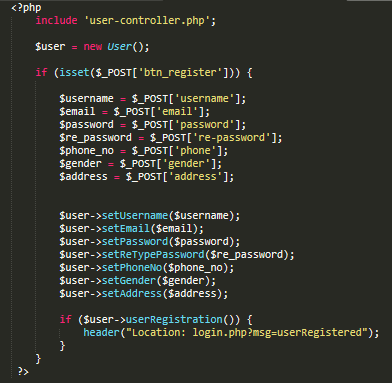 <?php
include 'user-controller.php';
$user = new User();
if (isset($_POST['btn_register'])) {
$username = $_POST['username'];
$email = $_POST['email'];
$password = $_POST['password'];
$re_password = $_POST['re-password'];
$phone_no = $_POST['phone'];
$gender = $_POST['gender'];
$address = $_POST['address'];
$user->setUsername($username);
$user->setEmail($email);
$user->setPassword($password);
$user->setReTypePassword($re_password);
$user->setPhoneNo($phone_no);
$user->setGender($gender);
$user->setAddress($address);
if ($user->userRegistration()) {
header("Location: login.php?msg=userRegistered");
}
}
?>